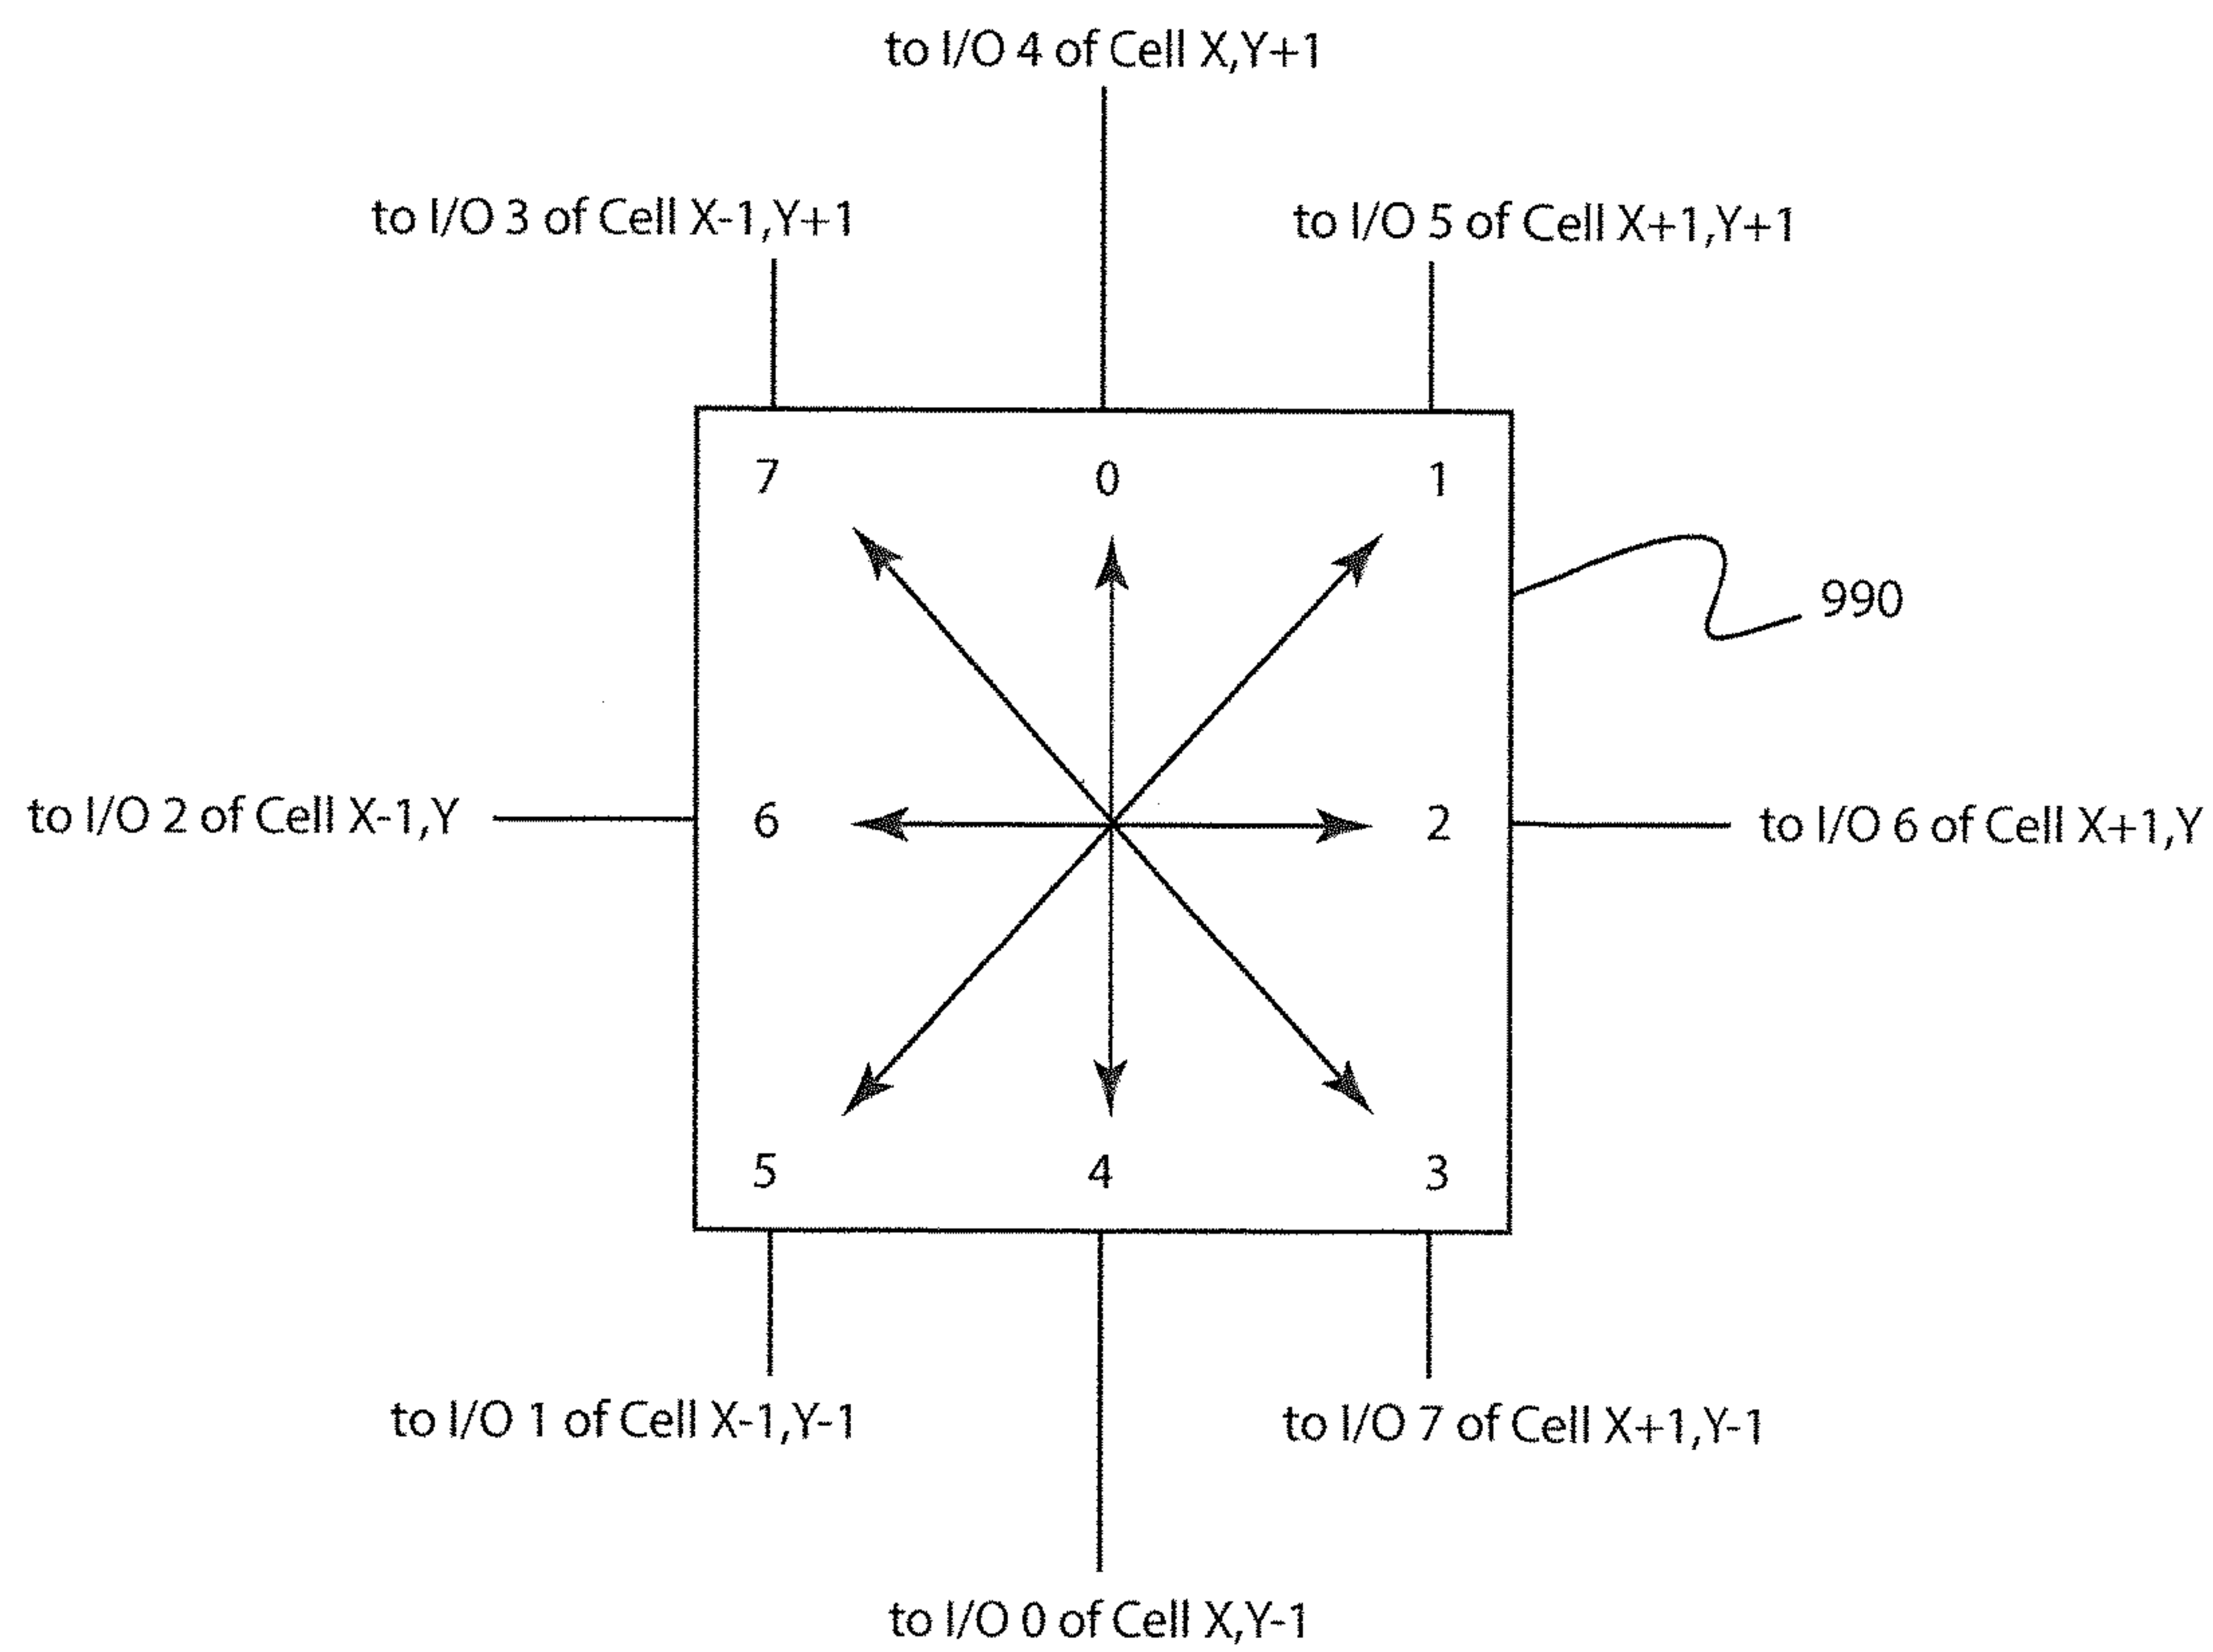 to I/O 4 of Cell X,Y+1
to I/O 3 of Cell X-1,Y+1
to I/O 5 of Cell X+1,Y+1
7 0 1
990
to I/O 2 of Cell X-1,Y
6 2
to I/O 6 of Cell X+1,Y
5 4 3
to I/O 1 of Cell X-1,Y-1
to I/O 7 of Cell X+1,Y-1
to I/O 0 of Cell X,Y-1